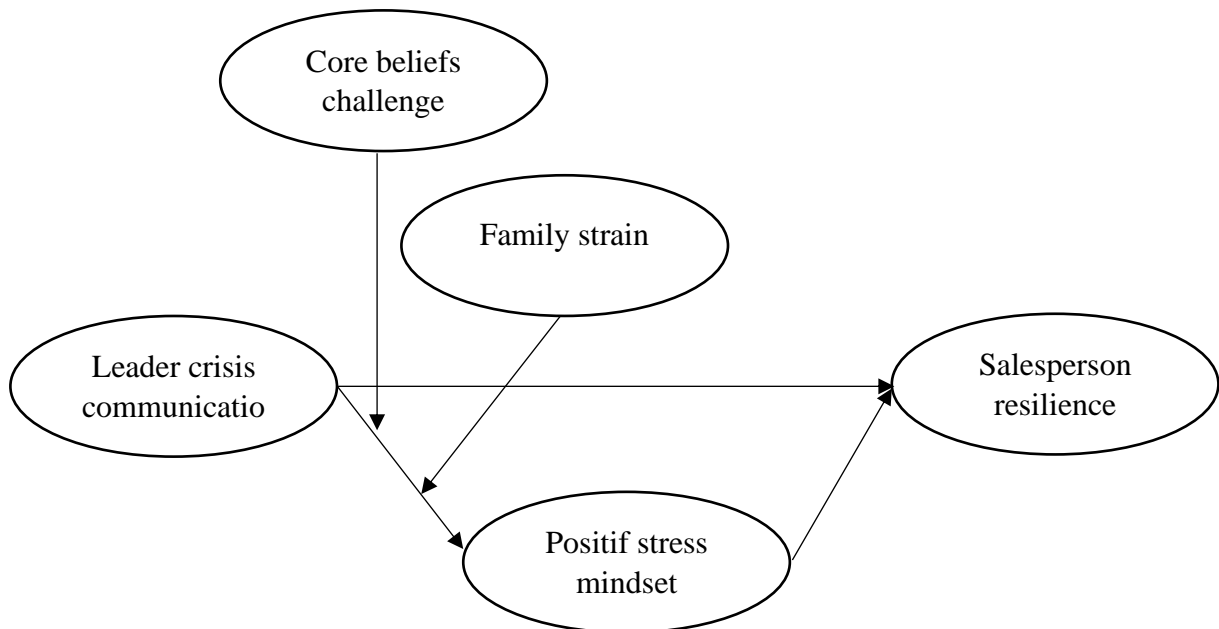 Core beliefs
challenge
Family strain
Leader crisis
communicatio
Salesperson
resilience
Positif stress
mindset